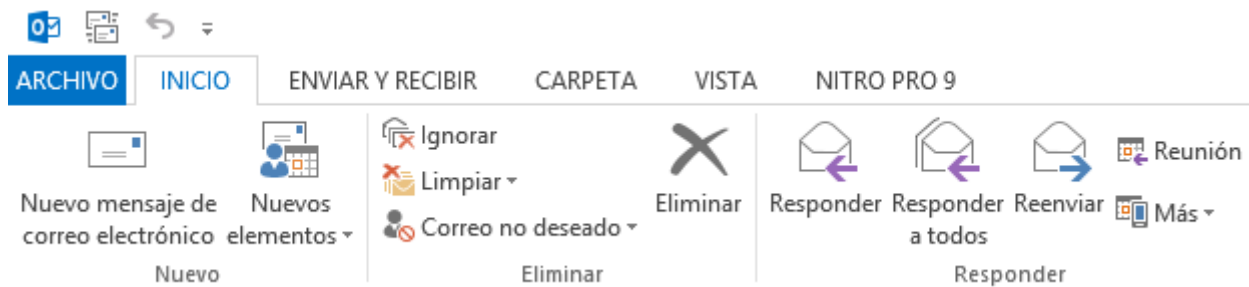 ARCHIVO INICIO ENVIAR Y RECIBIR CARPETA VISTA NITRO PRO 9
Nuevo mensaje de
correo electrónico
Nuevos
elementos
Nuevo
Ignorar
Limpiar
Correo no deseado
Eliminar
Eliminar
Responder
Responder
a todos
Reenviar
Reunión
Más
Responder